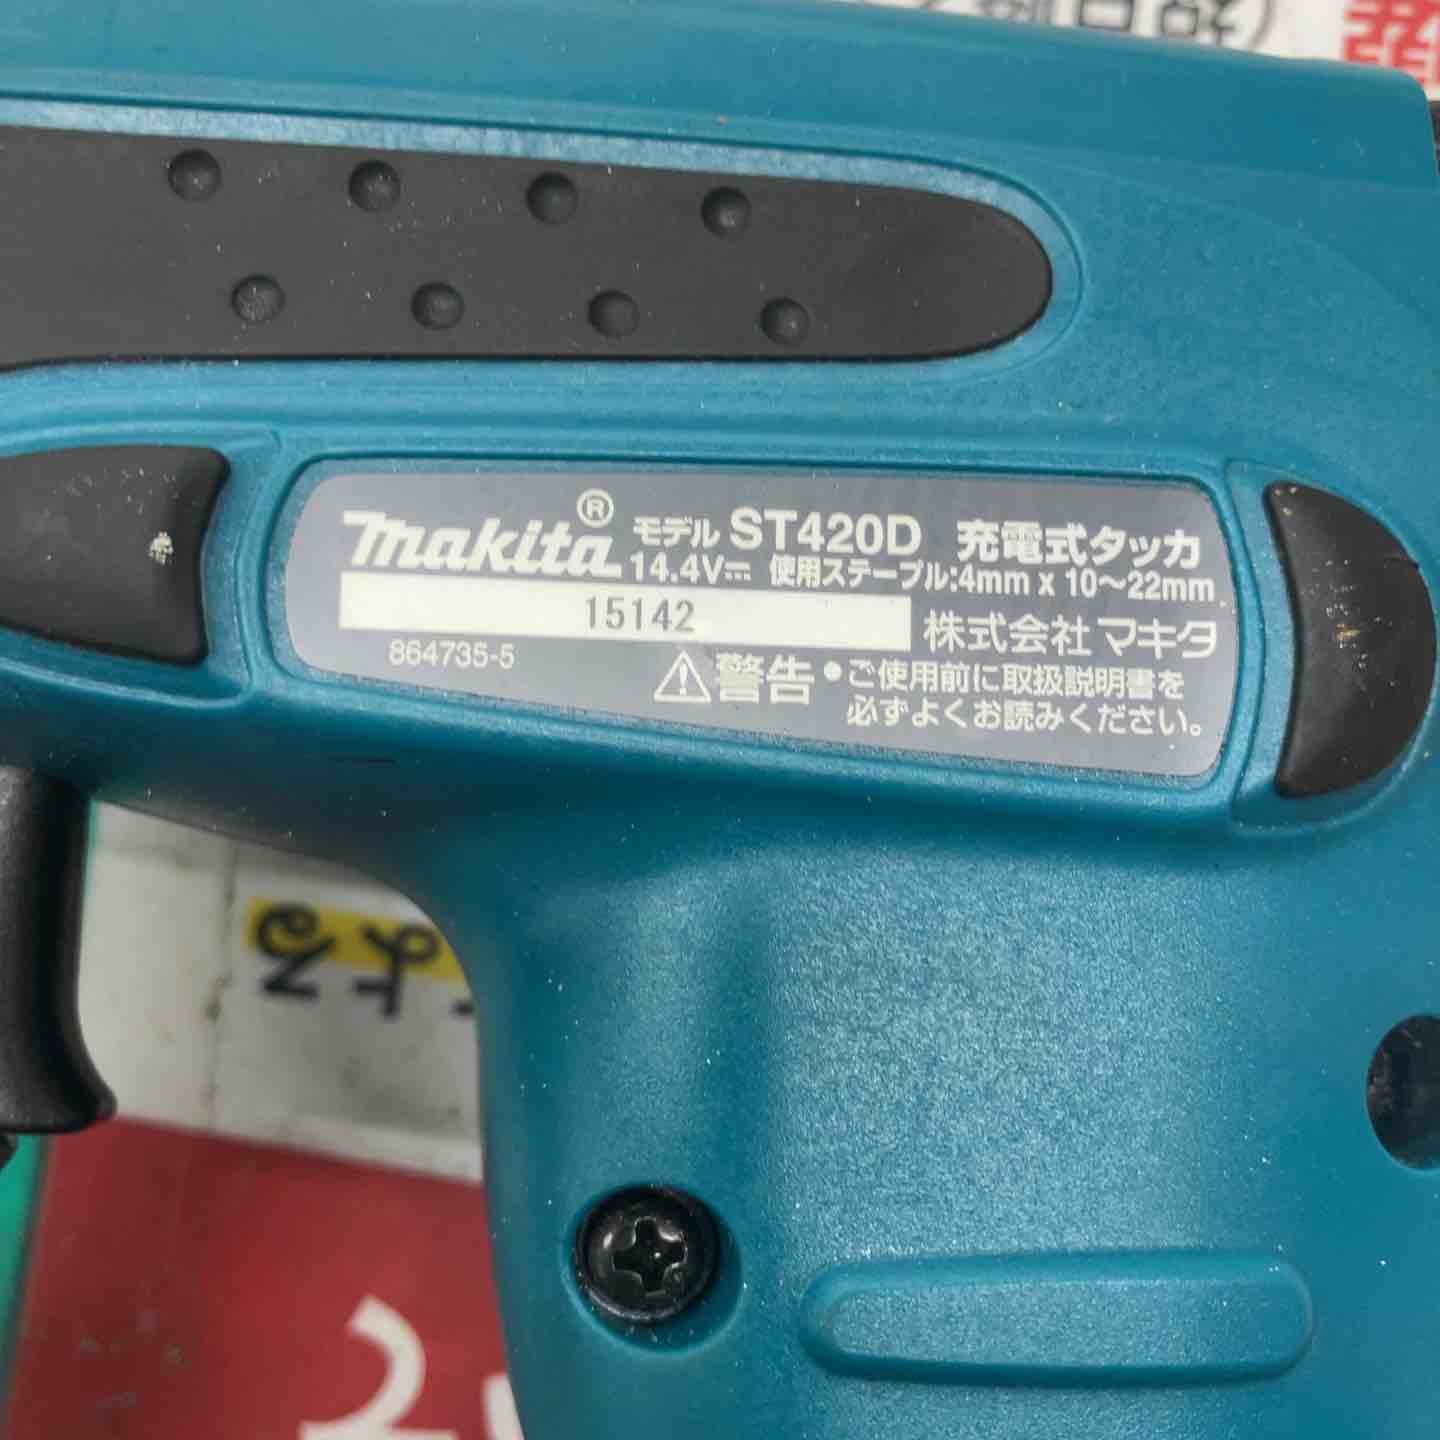 makita® モデル ST420D 充電式タッカ
14.4V⎓ 使用ステープル:4mm x 10～22mm
15142
株式会社マキタ
864735-5
⚠警告 ●ご使用前に取扱説明書を
必ずよくお読みください。
よる